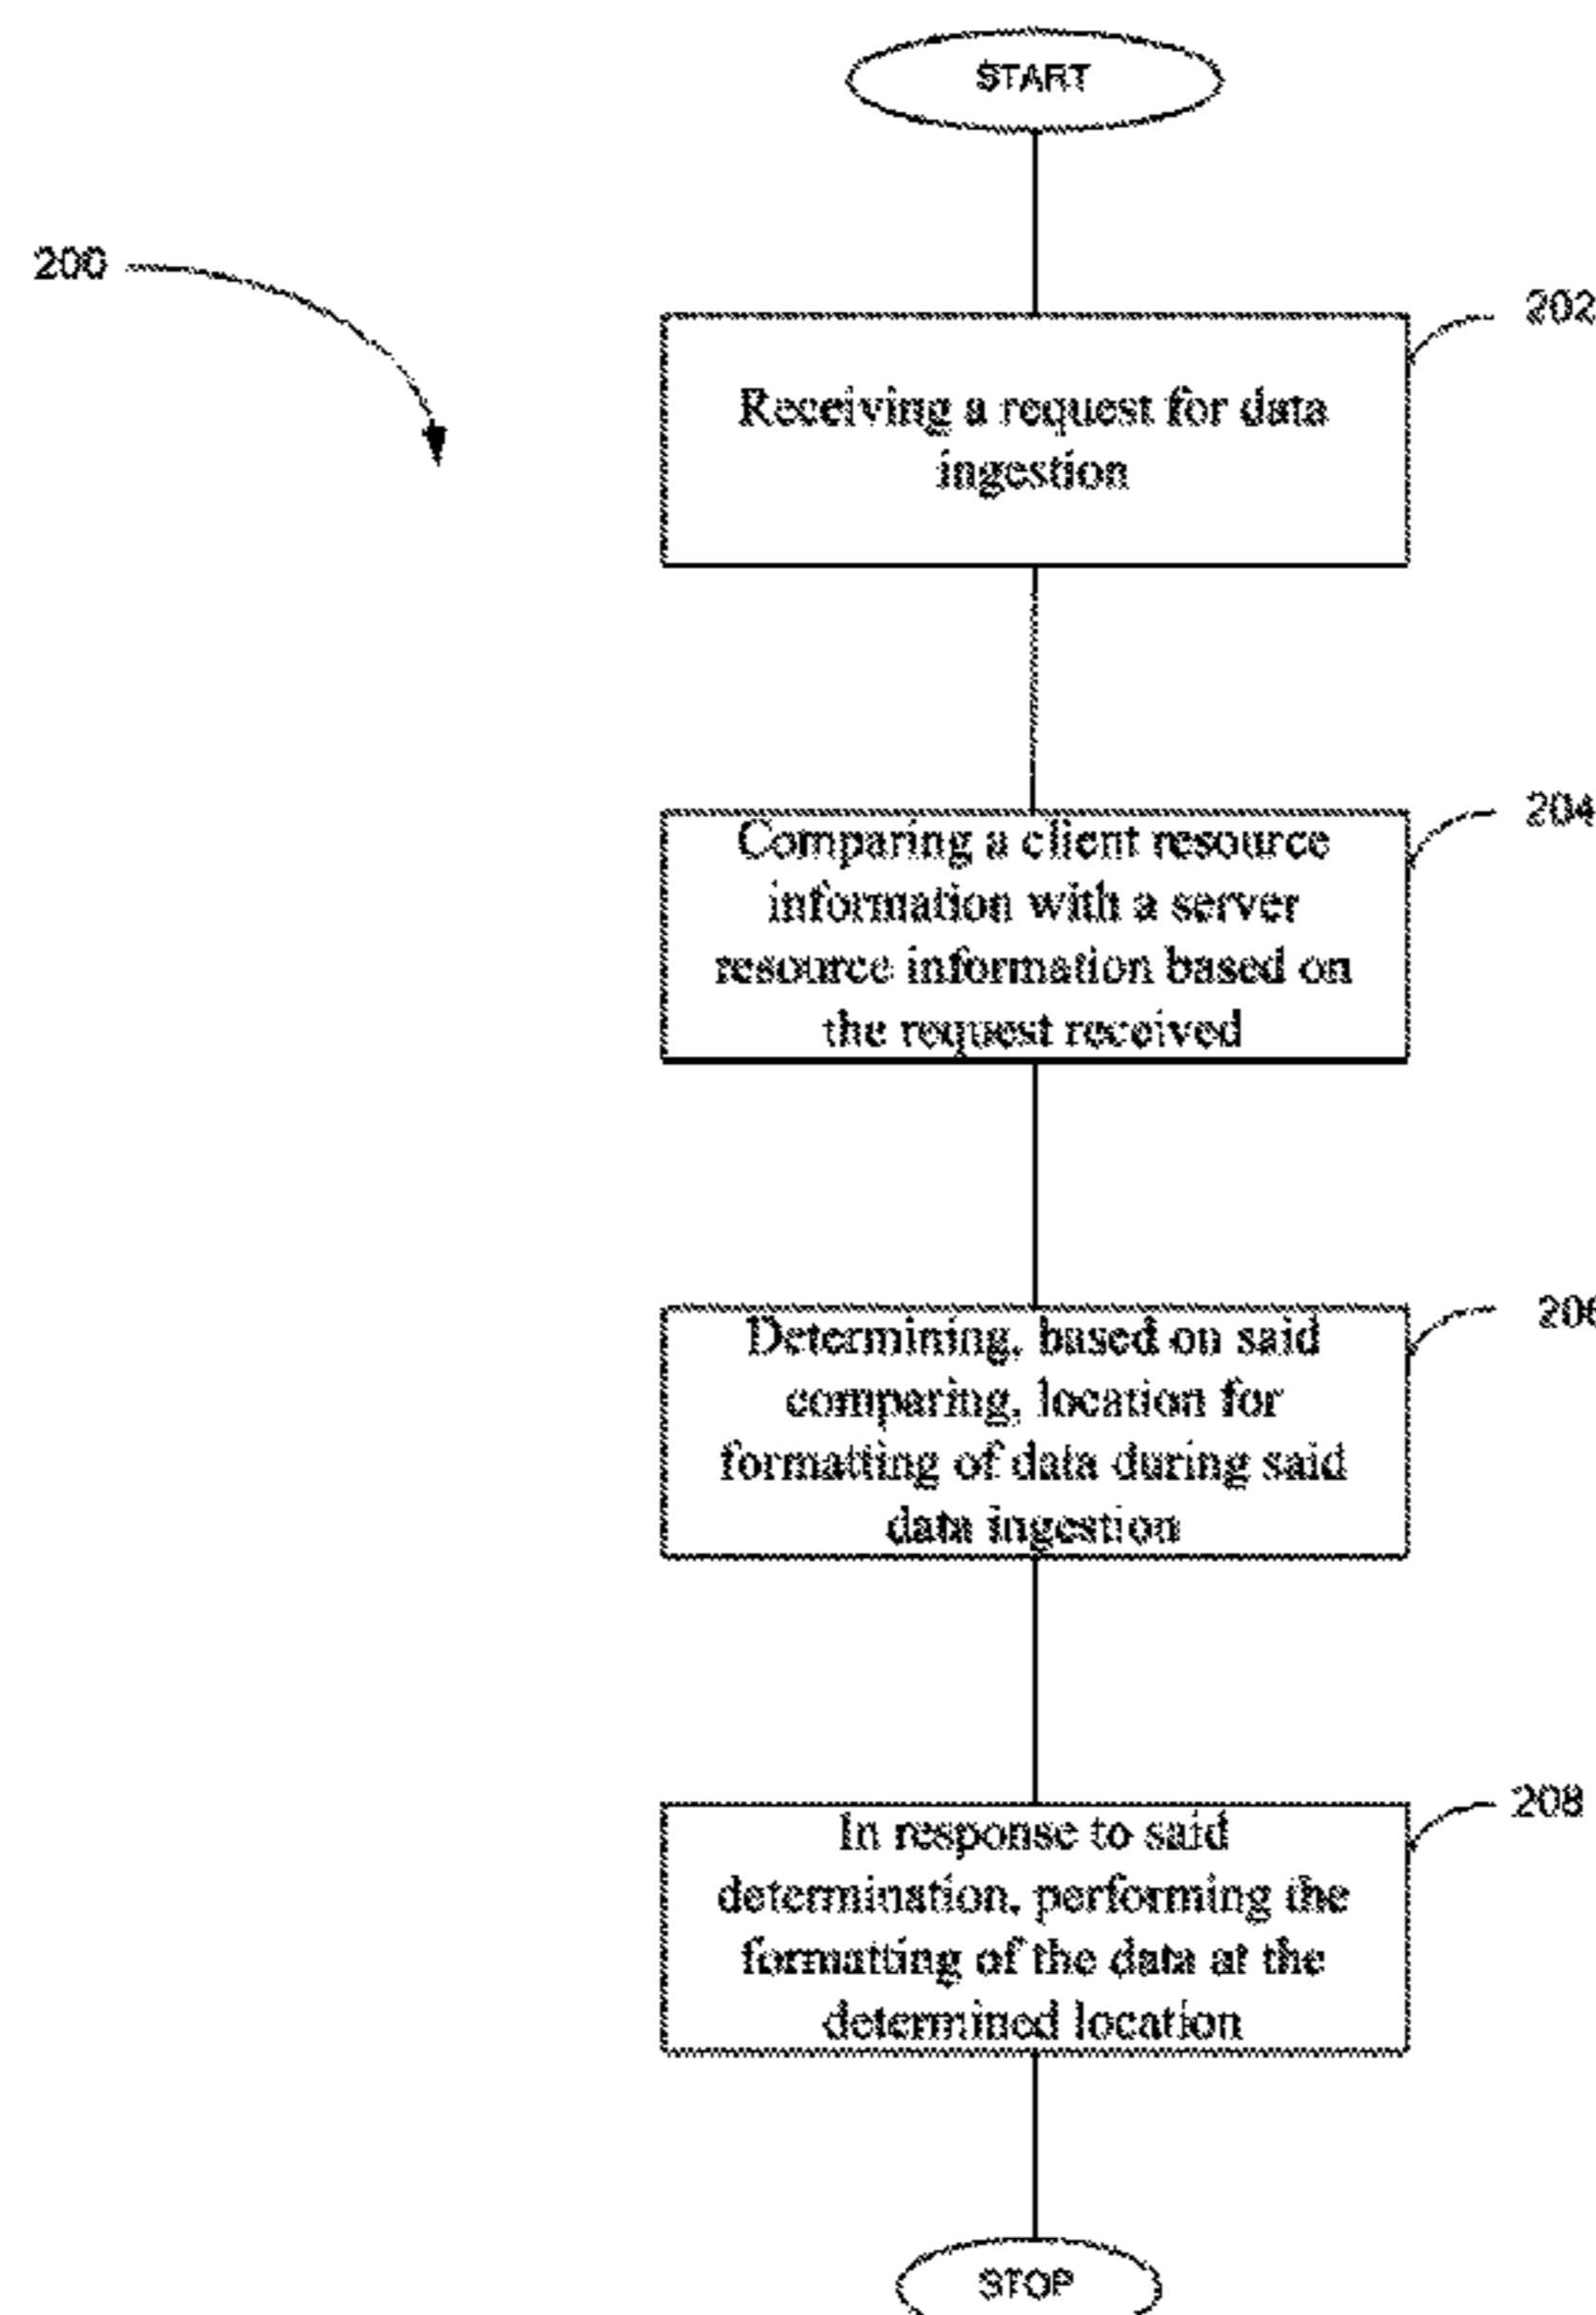 START
200
202
Receiving a request for data
ingestion
204
Comparing a client resource
information with a server
resource information based on
the request received
206
Determining, based on said
comparing, location for
formatting of data during said
data ingestion
208
In response to said
determination, performing the
formatting of the data at the
determined location
STOP